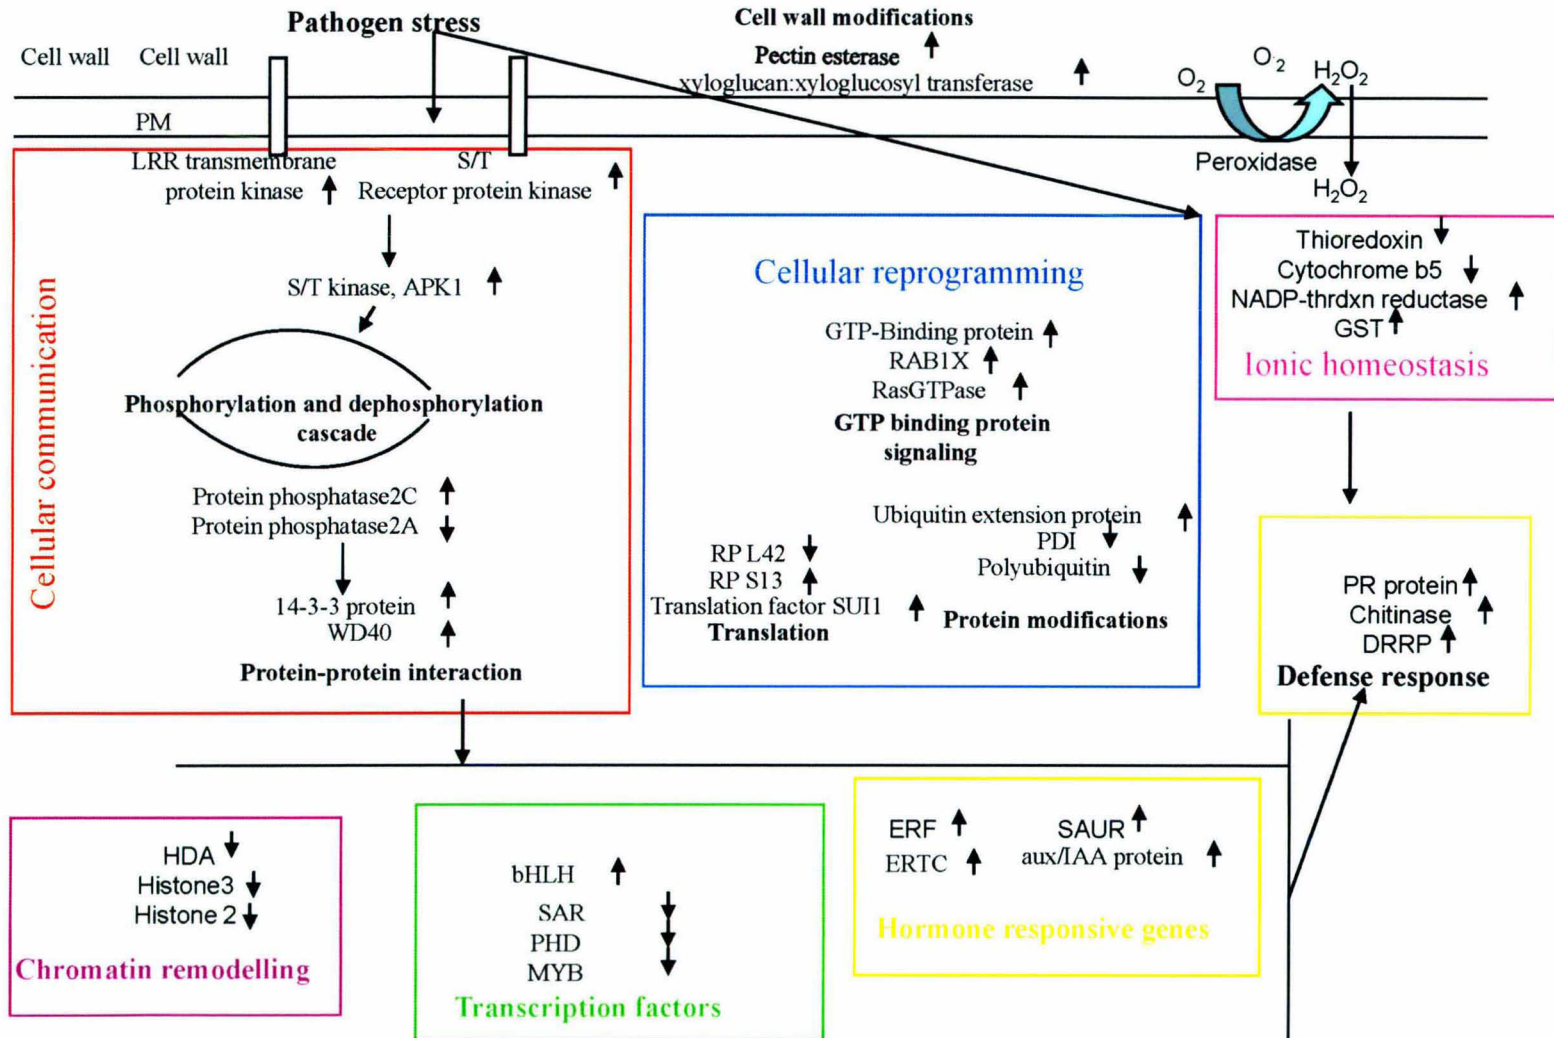 Pathogen stress
Cell wall modifications
Cell wall Cell wall
Pectin esterase
xyloglucan:xyloglucosyl transferase
O₂
O₂
H₂O₂
PM
Peroxidase
H₂O₂
LRR transmembrane
protein kinase
S/T
Receptor protein kinase
S/T kinase, APK1
Phosphorylation and dephosphorylation
cascade
Protein phosphatase2C
Protein phosphatase2A
14-3-3 protein
WD40
Protein-protein interaction
Cellular communication
Cellular reprogramming
GTP-Binding protein
RAB1X
RasGTPase
GTP binding protein
signaling
Ubiquitin extension protein
PDI
Polyubiquitin
Protein modifications
RP L42
RP S13
Translation factor SUI1
Translation
Thioredoxin
Cytochrome b5
NADP-thrdxn reductase
GST
Ionic homeostasis
PR protein
Chitinase
DRRP
Defense response
HDA
Histone3
Histone 2
Chromatin remodelling
bHLH
SAR
PHD
MYB
Transcription factors
ERF
ERTC
SAUR
aux/IAA protein
Hormone responsive genes